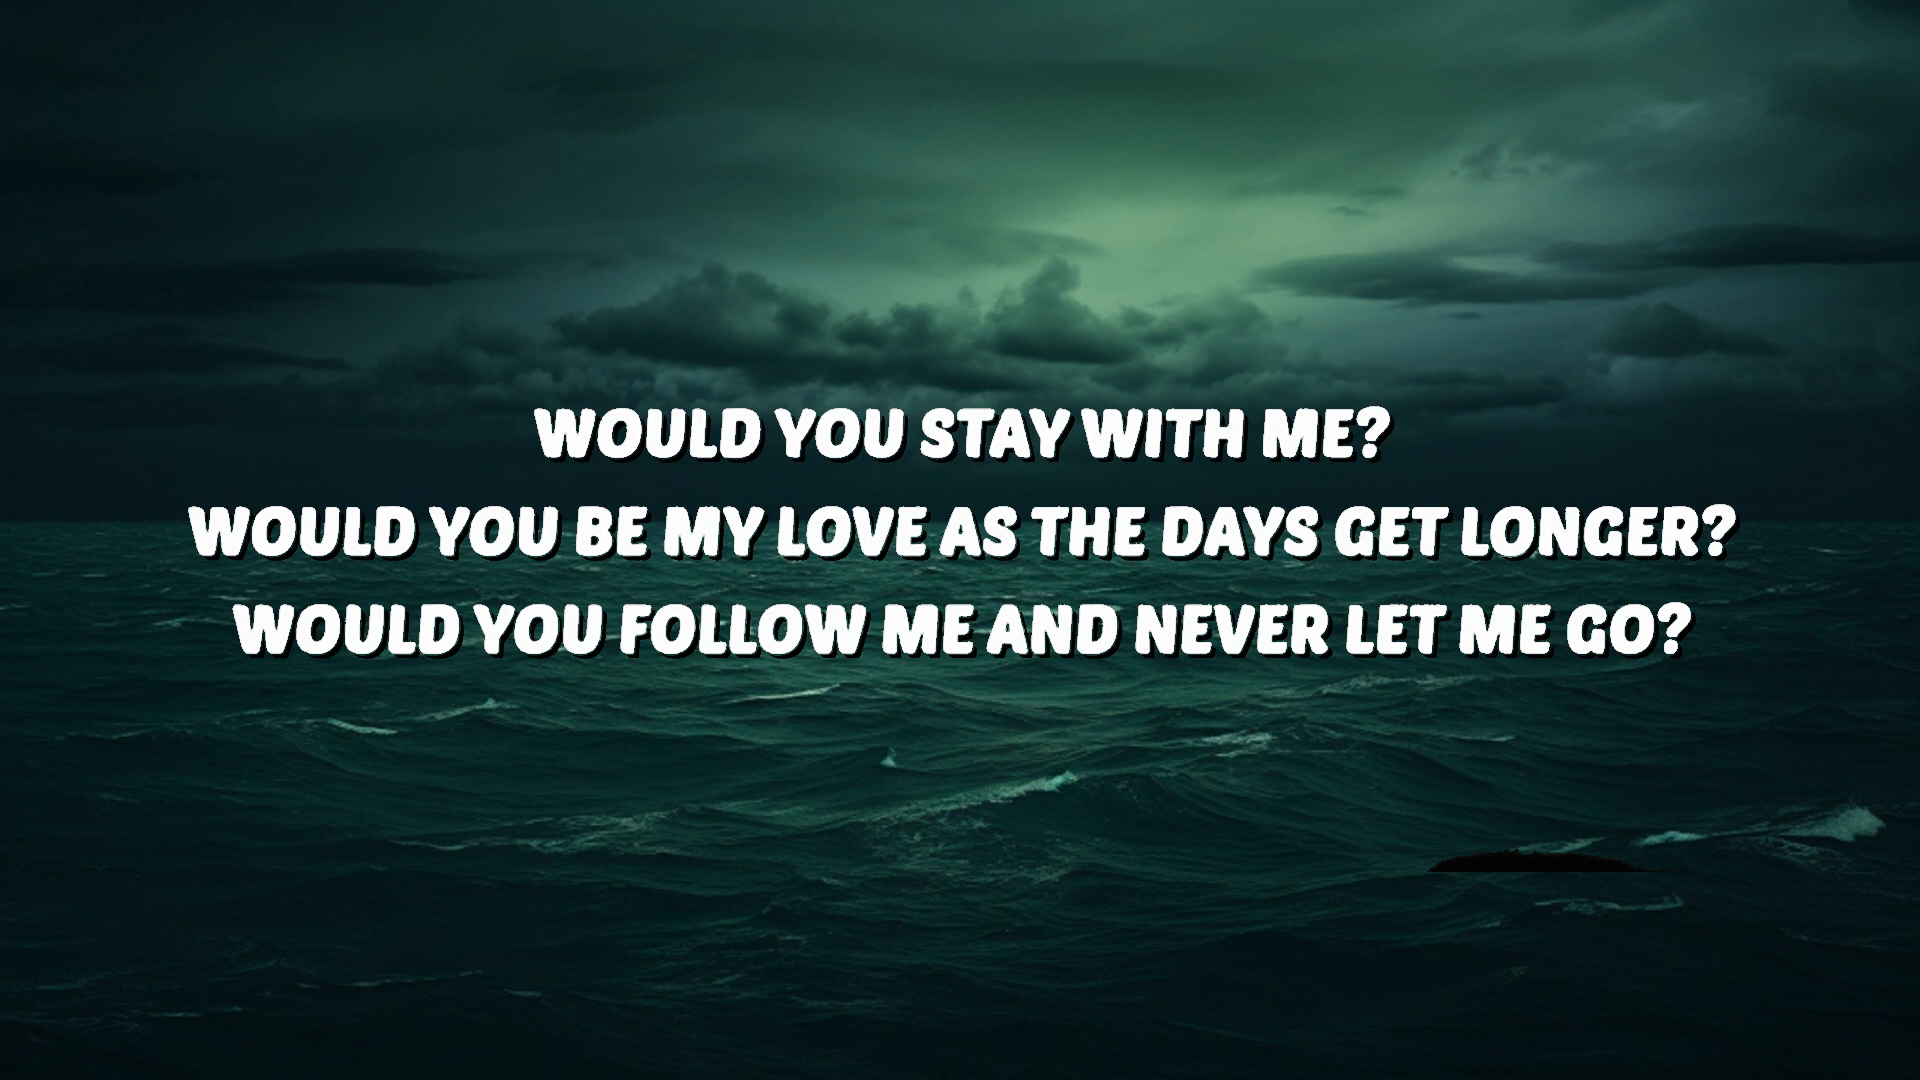 WOULD YOU STAY WITH ME?
WOULD YOU BE MY LOVE AS THE DAYS GET LONGER?
WOULD YOU FOLLOW ME AND NEVER LET ME GO?